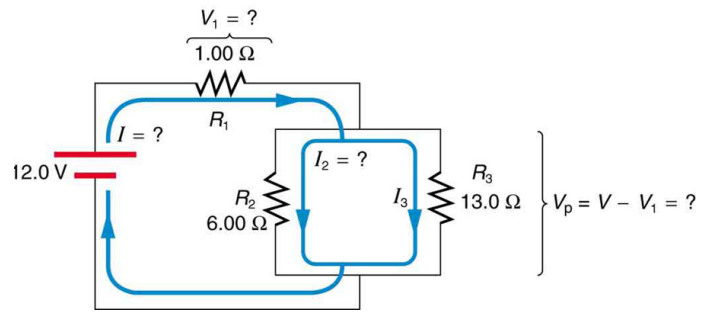 V₁ = ?
1.00 Ω
R₁
I = ?
12.0 V
I₂ = ?
R₂
6.00 Ω
I₃
R₃
13.0 Ω
Vₚ = V − V₁ = ?